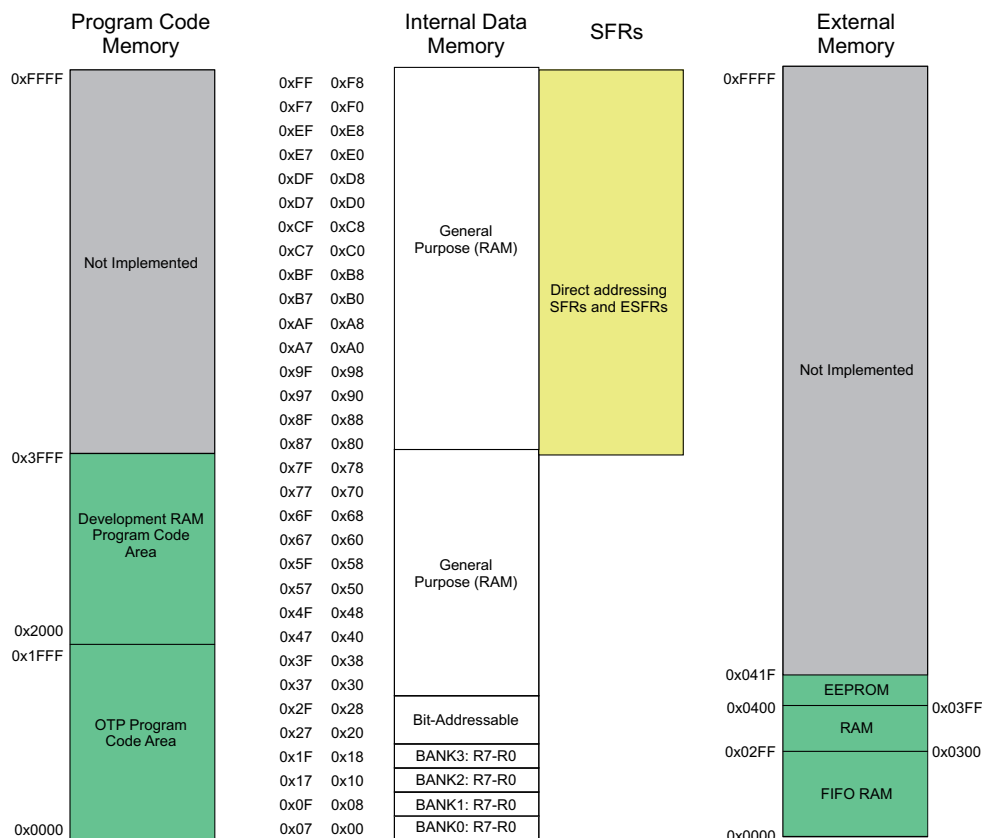 Program Code
Memory
Internal Data
Memory
SFRs
External
Memory
0xFFFF
Not Implemented
0x3FFF
Development RAM
Program Code
Area
0x2000
0x1FFF
OTP Program
Code Area
0x0000
0xFF 0xF8
0xF7 0xF0
0xEF 0xE8
0xE7 0xE0
0xDF 0xD8
0xD7 0xD0
0xCF 0xC8
0xC7 0xC0
0xBF 0xB8
0xB7 0xB0
0xAF 0xA8
0xA7 0xA0
0x9F 0x98
0x97 0x90
0x8F 0x88
0x87 0x80
0x7F 0x78
0x77 0x70
0x6F 0x68
0x67 0x60
0x5F 0x58
0x57 0x50
0x4F 0x48
0x47 0x40
0x3F 0x38
0x37 0x30
0x2F 0x28
0x27 0x20
0x1F 0x18
0x17 0x10
0x0F 0x08
0x07 0x00
General
Purpose (RAM)
General
Purpose (RAM)
Bit-Addressable
BANK3: R7-R0
BANK2: R7-R0
BANK1: R7-R0
BANK0: R7-R0
Direct addressing
SFRs and ESFRs
0xFFFF
Not Implemented
0x041F
EEPROM
0x0400
0x03FF
RAM
0x02FF
0x0300
FIFO RAM
0x0000